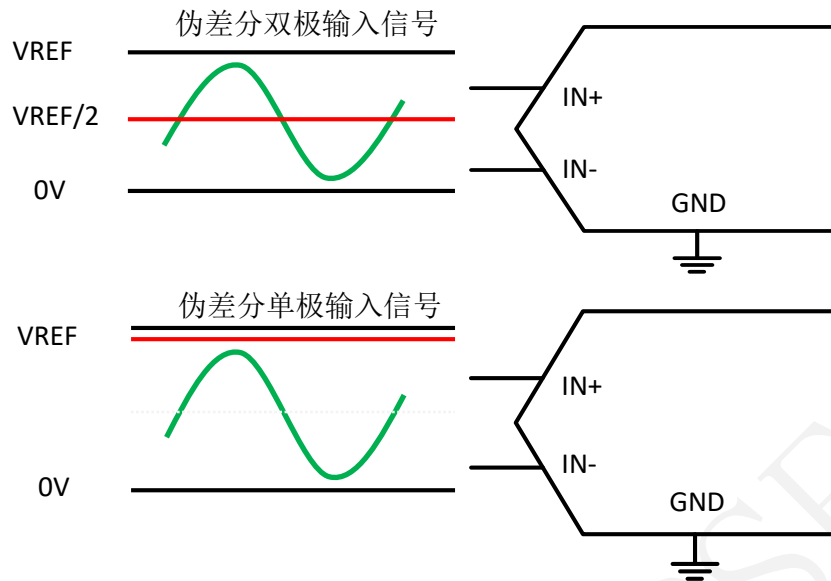 伪差分双极输入信号
VREF
VREF/2
0V
IN+
IN-
GND
伪差分单极输入信号
VREF
0V
IN+
IN-
GND